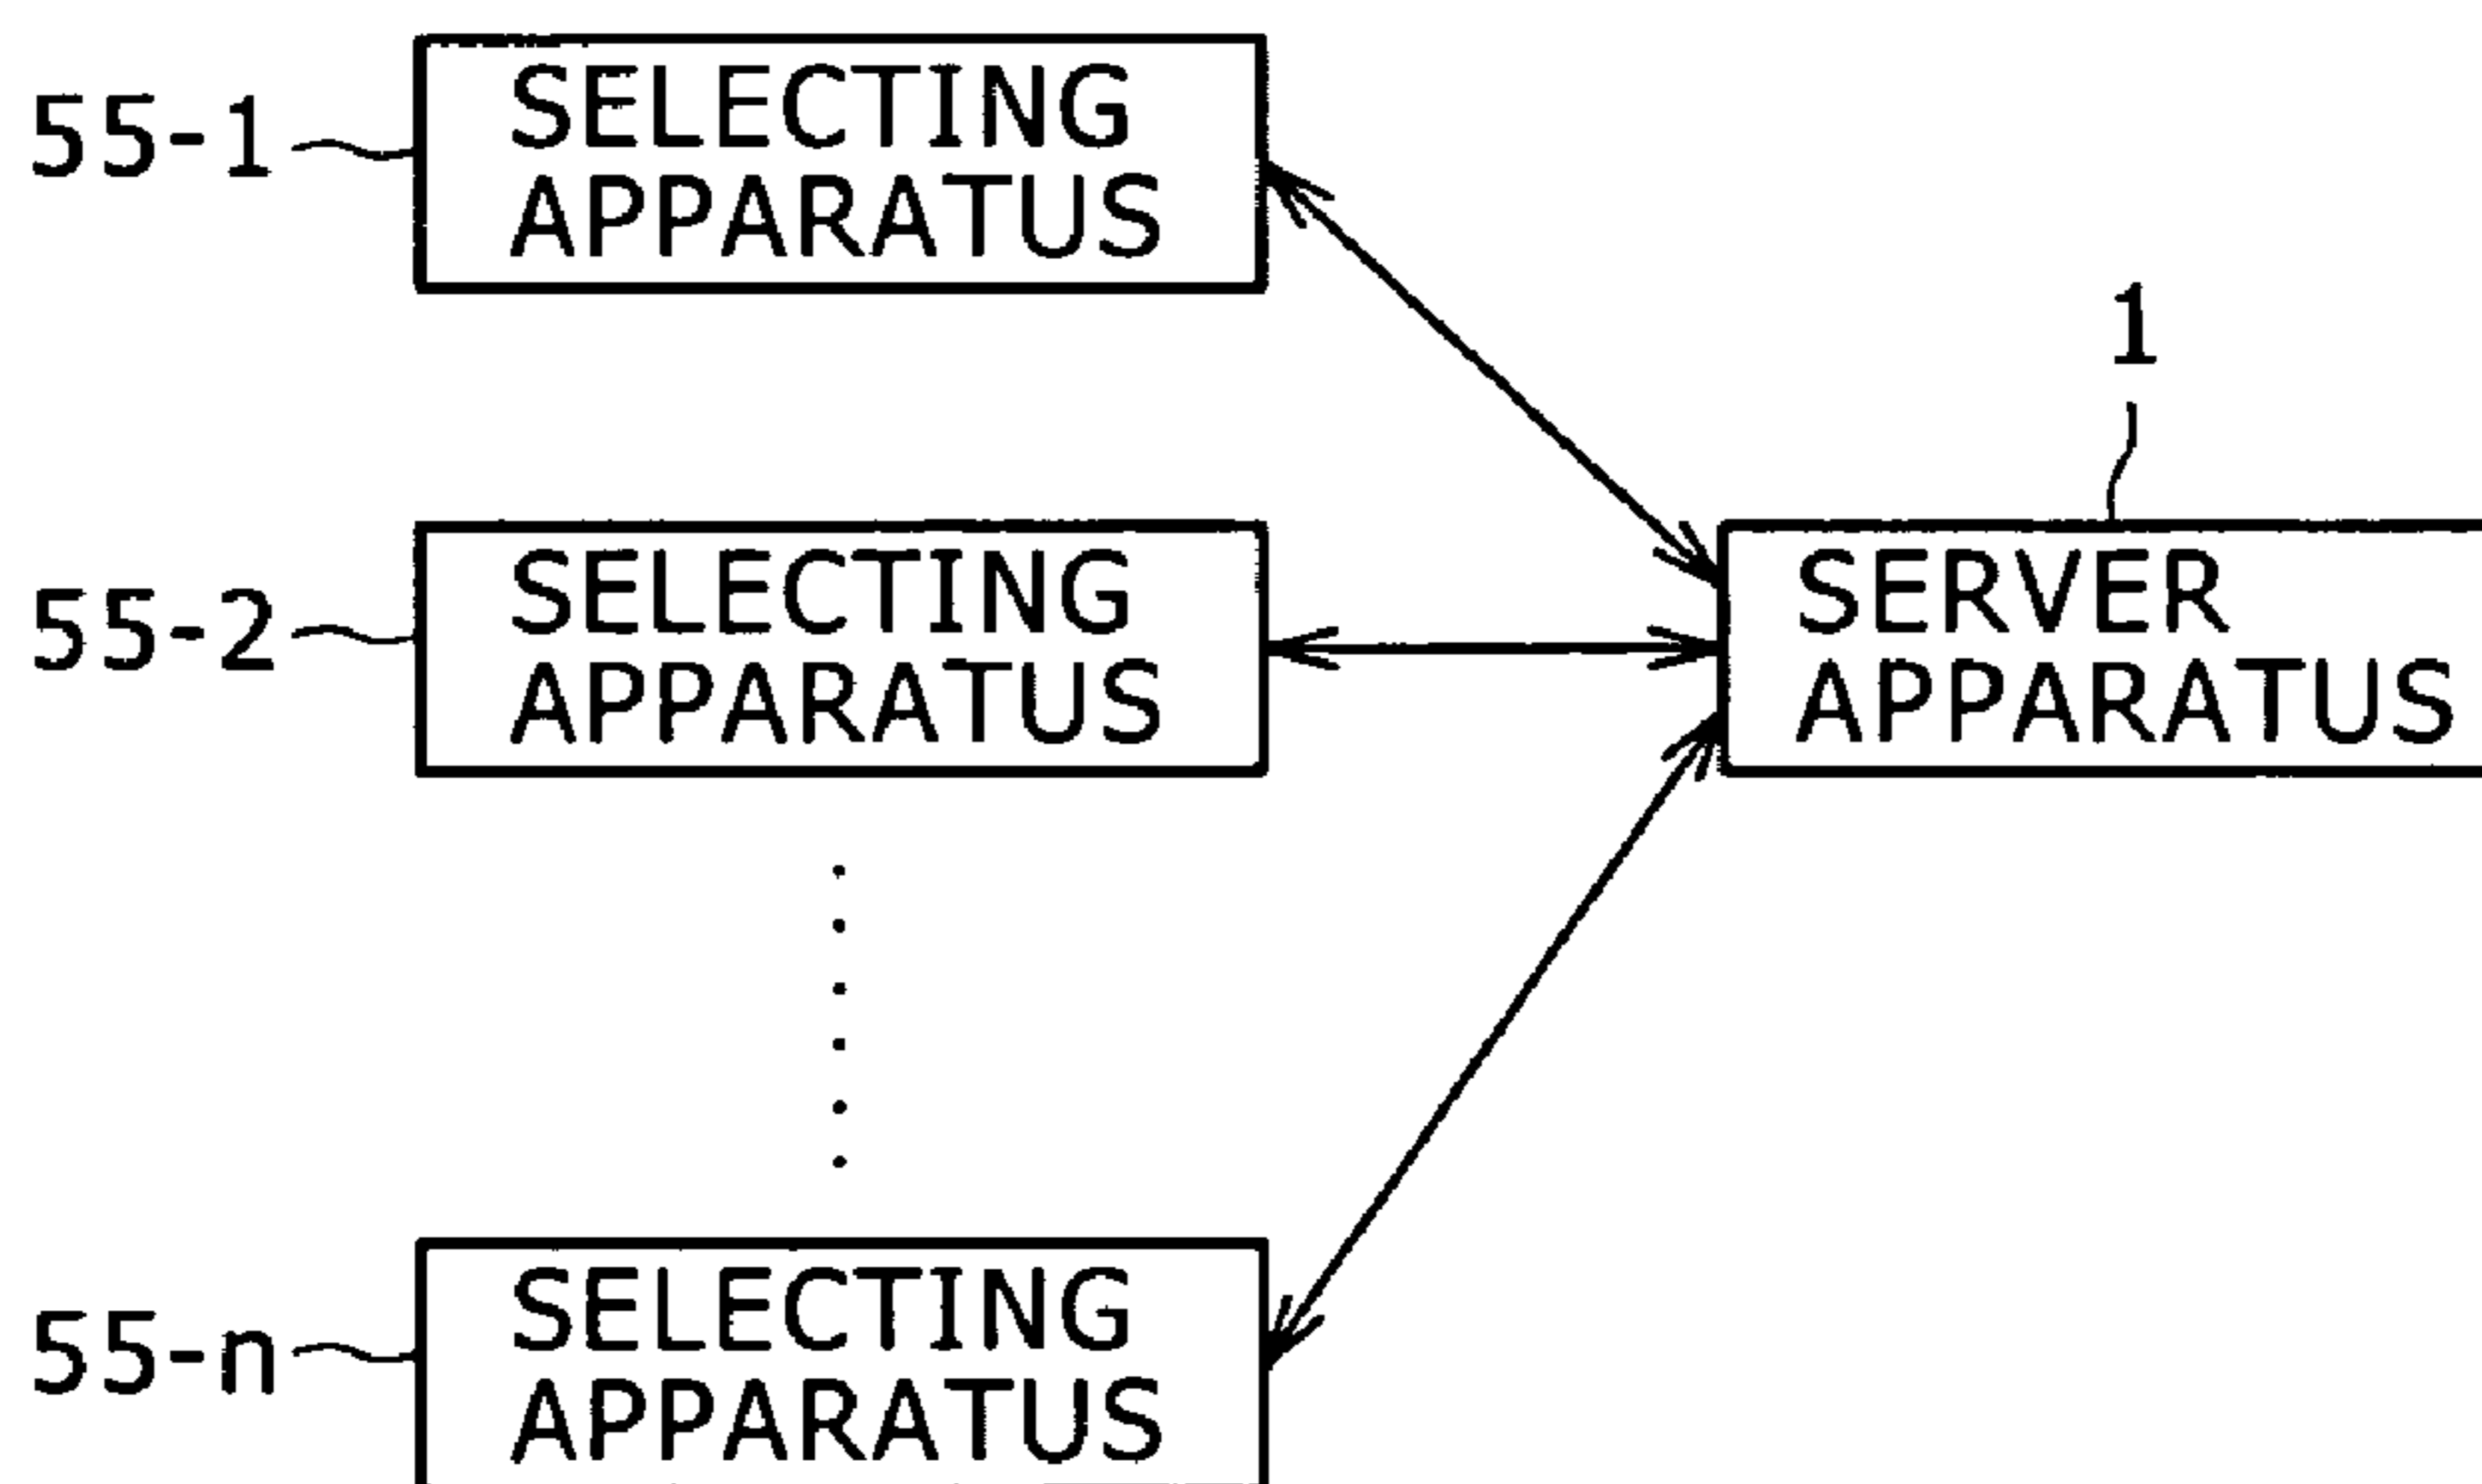 55-1
SELECTING
APPARATUS
1
55-2
SELECTING
APPARATUS
SERVER
APPARATUS
55-n
SELECTING
APPARATUS